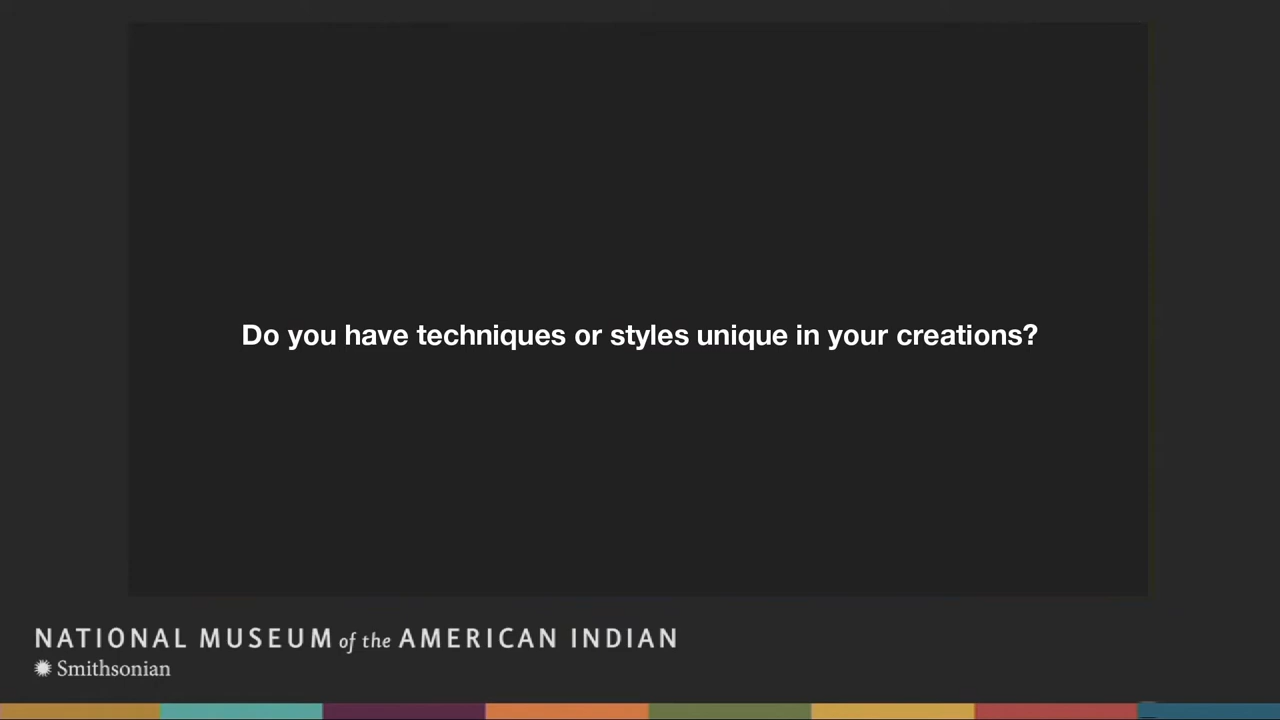 Do you have techniques or styles unique in your creations?
NATIONAL MUSEUM of the AMERICAN INDIAN
Smithsonian